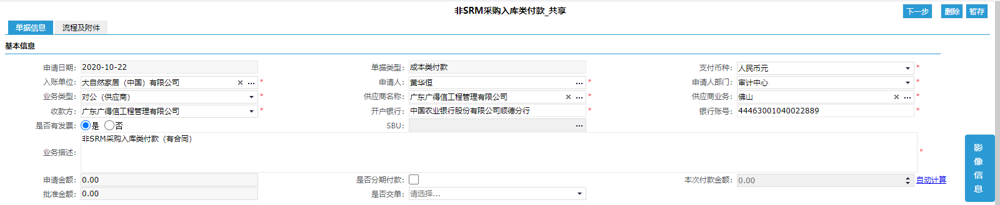 非SRM采购入库类付款_共享
下一步 删除 暂存
单据信息 流程及附件
基本信息
申请日期: 2020-10-22 单据类型: 成本类付款 支付币种: 人民币元 *
入账单位: 大自然家居（中国）有限公司 × ... * 申请人: 黄华恒 ... * 申请人部门: 审计中心 *
业务类型: 对公（供应商） * 供应商名称: 广东广得信工程管理有限公司 × ... * 供应商业务: 佛山 × ... *
收款方: 广东广得信工程管理有限公司 * 开户银行: 中国农业银行股份有限公司顺德分行 * 银行账号: 44463001040022889 *
是否有发票: 是 否 SBU: ...
业务描述: 非SRM采购入库类付款（有合同） *
申请金额: 0.00 是否分期付款: 本次付款金额: 0.00 自动计算
批准金额: 0.00 是否交单: 请选择...
影像信息